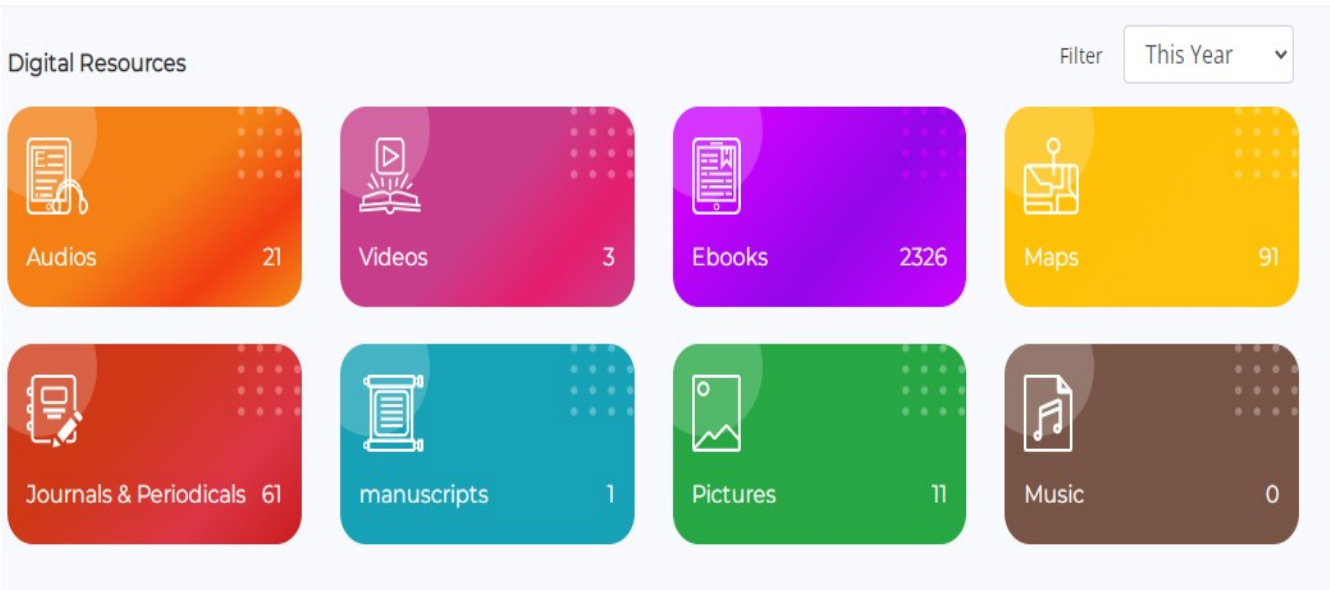 Digital Resources
Filter This Year
Audios 21
Videos 3
Ebooks 2326
Maps 91
Journals & Periodicals 61
manuscripts 1
Pictures 11
Music 0